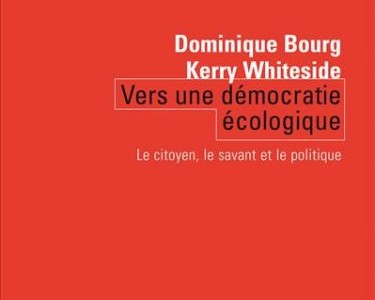 Dominique Bourg
Kerry Whiteside
Vers une démocratie
écologique
Le citoyen, le savant et le politique